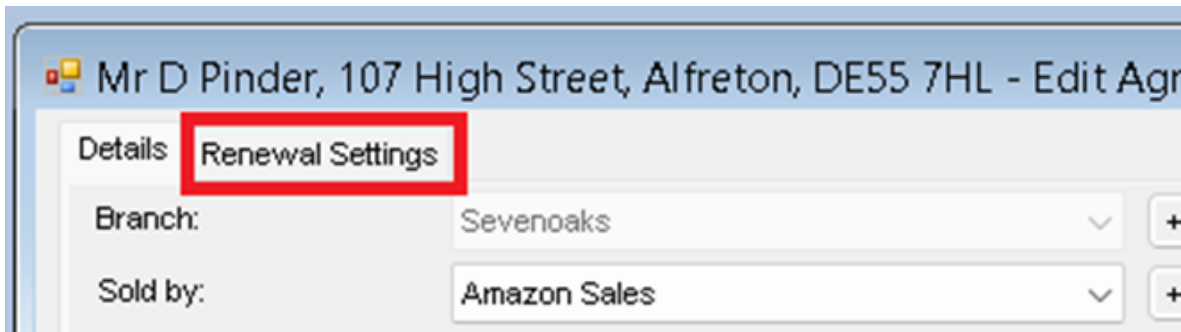 Mr D Pinder, 107 High Street, Alfreton, DE55 7HL - Edit Agr
Details Renewal Settings
Branch: Sevenoaks +
Sold by: Amazon Sales +